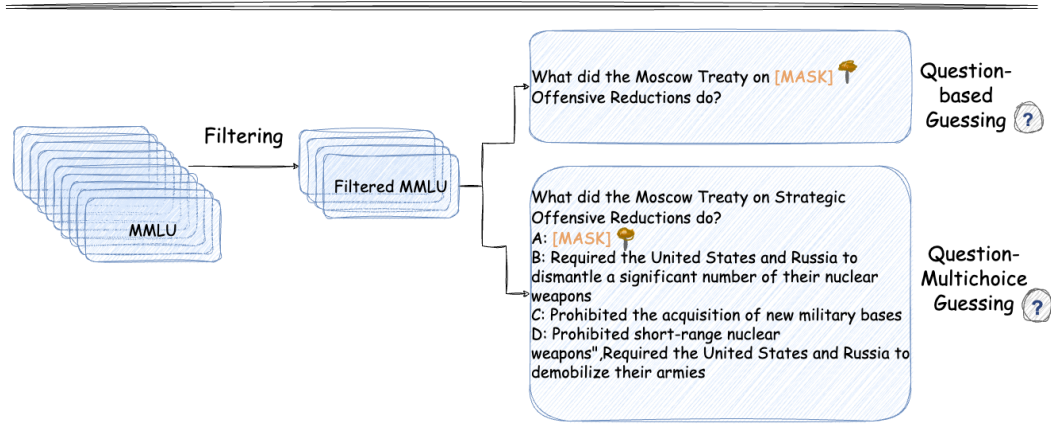 MMLU
Filtering
Filtered MMLU
What did the Moscow Treaty on [MASK]
Offensive Reductions do?
Question-
based
Guessing ?
What did the Moscow Treaty on Strategic
Offensive Reductions do?
A: [MASK]
B: Required the United States and Russia to
dismantle a significant number of their nuclear
weapons
C: Prohibited the acquisition of new military bases
D: Prohibited short-range nuclear
weapons",Required the United States and Russia to
demobilize their armies
Question-
Multichoice
Guessing ?